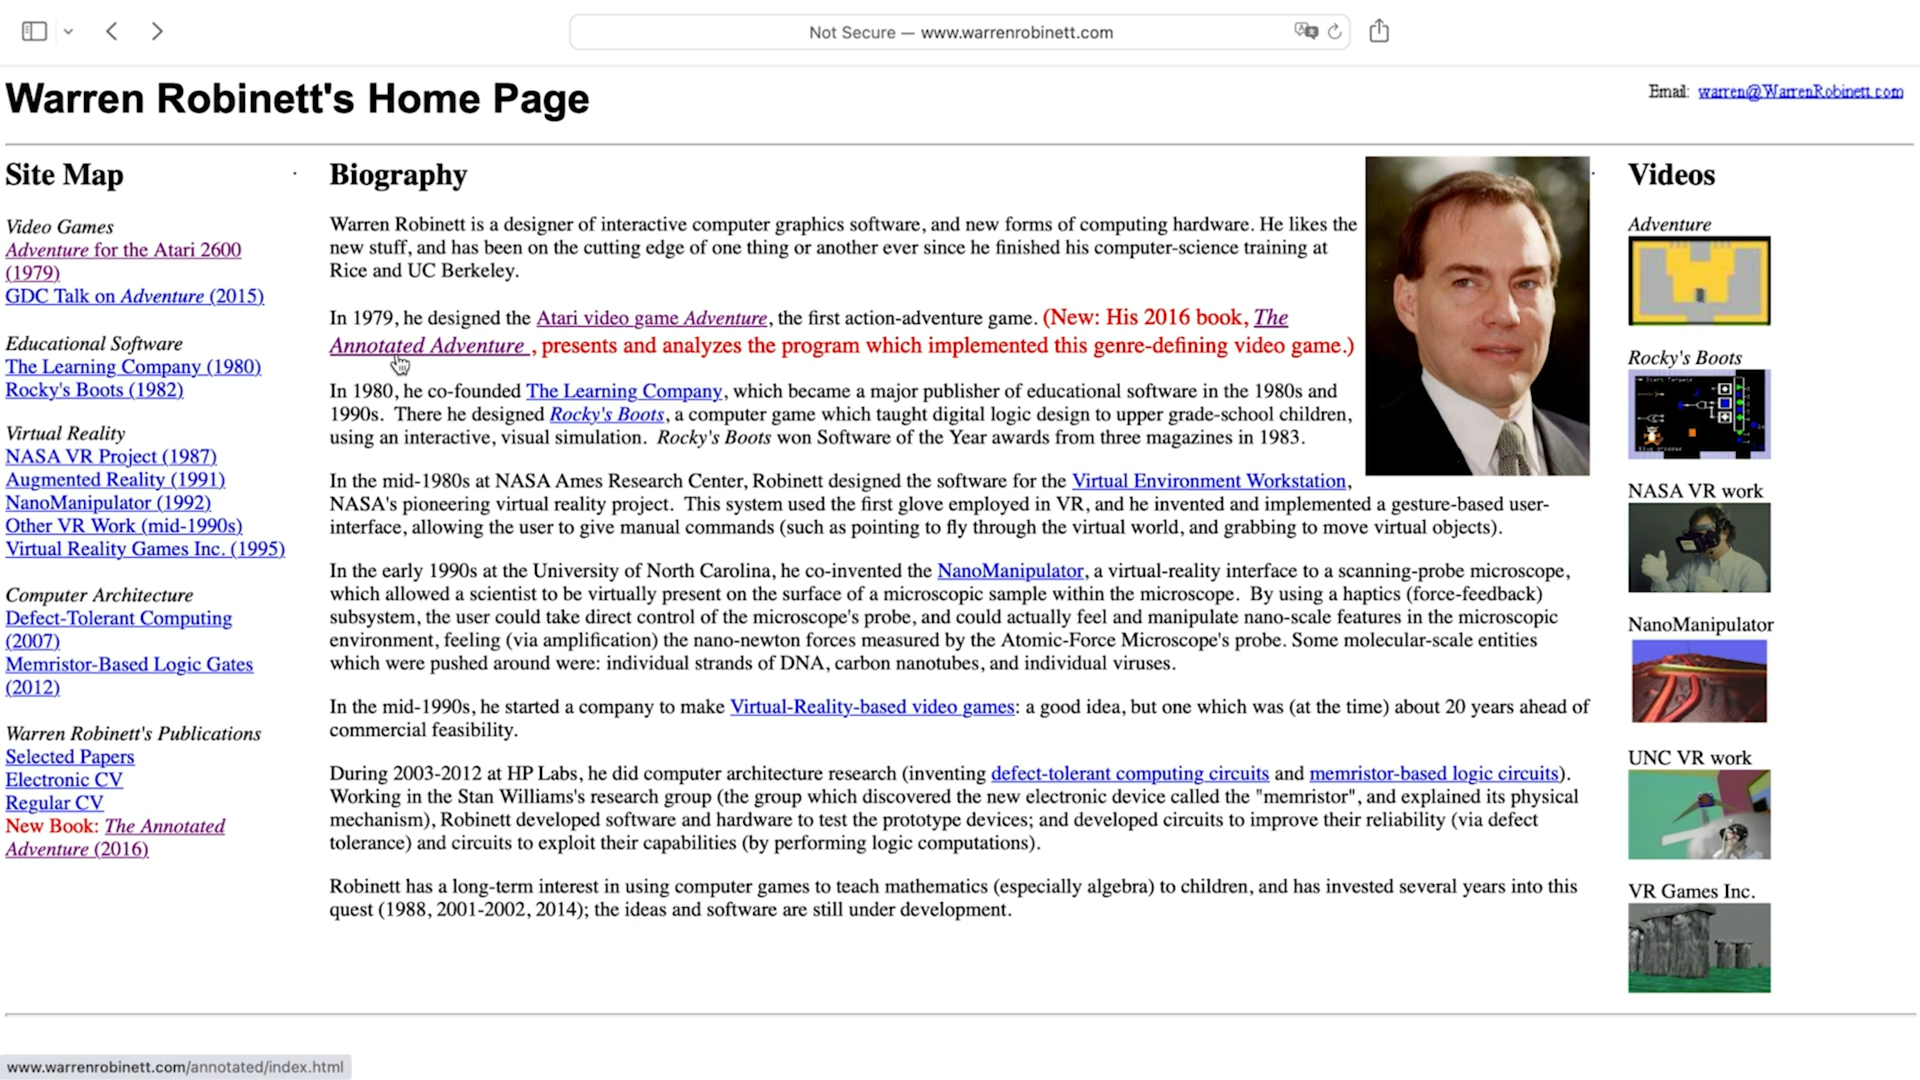 Not Secure — www.warrenrobinett.com
Warren Robinett's Home Page
Email: warren@WarrenRobinett.com
Site Map
Video Games
Adventure for the Atari 2600
(1979)
GDC Talk on Adventure (2015)
Educational Software
The Learning Company (1980)
Rocky's Boots (1982)
Virtual Reality
NASA VR Project (1987)
Augmented Reality (1991)
NanoManipulator (1992)
Other VR Work (mid-1990s)
Virtual Reality Games Inc. (1995)
Computer Architecture
Defect-Tolerant Computing
(2007)
Memristor-Based Logic Gates
(2012)
Warren Robinett's Publications
Selected Papers
Electronic CV
Regular CV
New Book: The Annotated
Adventure (2016)
Biography
Warren Robinett is a designer of interactive computer graphics software, and new forms of computing hardware. He likes the
new stuff, and has been on the cutting edge of one thing or another ever since he finished his computer-science training at
Rice and UC Berkeley.
In 1979, he designed the Atari video game Adventure, the first action-adventure game. (New: His 2016 book, The
Annotated Adventure , presents and analyzes the program which implemented this genre-defining video game.)
In 1980, he co-founded The Learning Company, which became a major publisher of educational software in the 1980s and
1990s. There he designed Rocky's Boots, a computer game which taught digital logic design to upper grade-school children,
using an interactive, visual simulation. Rocky's Boots won Software of the Year awards from three magazines in 1983.
In the mid-1980s at NASA Ames Research Center, Robinett designed the software for the Virtual Environment Workstation,
NASA's pioneering virtual reality project. This system used the first glove employed in VR, and he invented and implemented a gesture-based user-
interface, allowing the user to give manual commands (such as pointing to fly through the virtual world, and grabbing to move virtual objects).
In the early 1990s at the University of North Carolina, he co-invented the NanoManipulator, a virtual-reality interface to a scanning-probe microscope,
which allowed a scientist to be virtually present on the surface of a microscopic sample within the microscope. By using a haptics (force-feedback)
subsystem, the user could take direct control of the microscope's probe, and could actually feel and manipulate nano-scale features in the microscopic
environment, feeling (via amplification) the nano-newton forces measured by the Atomic-Force Microscope's probe. Some molecular-scale entities
which were pushed around were: individual strands of DNA, carbon nanotubes, and individual viruses.
In the mid-1990s, he started a company to make Virtual-Reality-based video games: a good idea, but one which was (at the time) about 20 years ahead of
commercial feasibility.
During 2003-2012 at HP Labs, he did computer architecture research (inventing defect-tolerant computing circuits and memristor-based logic circuits).
Working in the Stan Williams's research group (the group which discovered the new electronic device called the "memristor", and explained its physical
mechanism), Robinett developed software and hardware to test the prototype devices; and developed circuits to improve their reliability (via defect
tolerance) and circuits to exploit their capabilities (by performing logic computations).
Robinett has a long-term interest in using computer games to teach mathematics (especially algebra) to children, and has invested several years into this
quest (1988, 2001-2002, 2014); the ideas and software are still under development.
Videos
Adventure
Rocky's Boots
NASA VR work
NanoManipulator
UNC VR work
VR Games Inc.
www.warrenrobinett.com/annotated/index.html